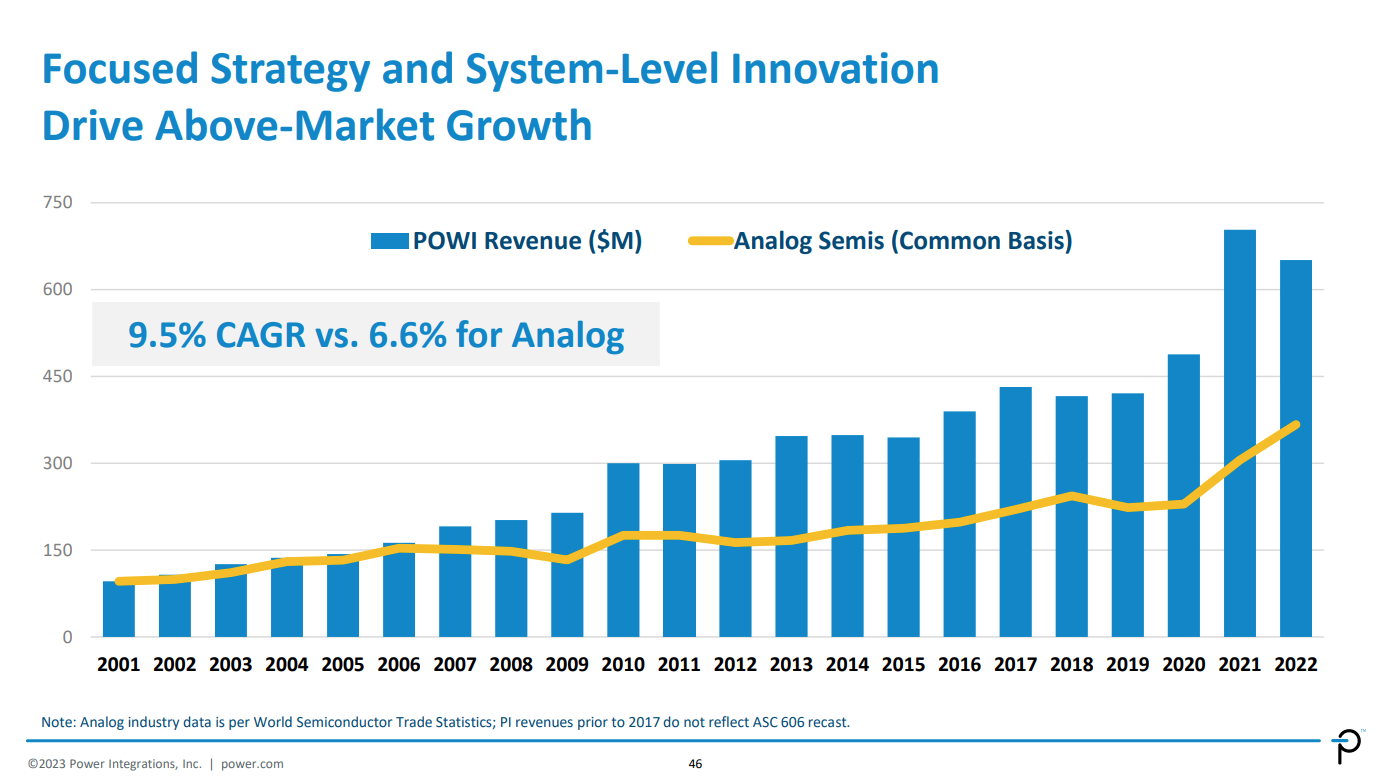 Focused Strategy and System-Level Innovation
Drive Above-Market Growth
750
POWI Revenue ($M) Analog Semis (Common Basis)
600
9.5% CAGR vs. 6.6% for Analog
450
300
150
0
2001 2002 2003 2004 2005 2006 2007 2008 2009 2010 2011 2012 2013 2014 2015 2016 2017 2018 2019 2020 2021 2022
Note: Analog industry data is per World Semiconductor Trade Statistics; PI revenues prior to 2017 do not reflect ASC 606 recast.
©2023 Power Integrations, Inc. | power.com 46